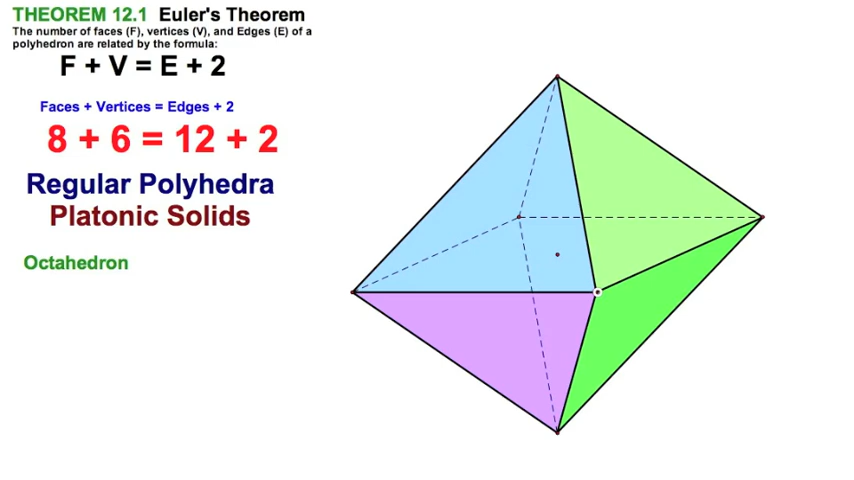 THEOREM 12.1 Euler's Theorem
The number of faces (F), vertices (V), and Edges (E) of a
polyhedron are related by the formula:
F + V = E + 2
Faces + Vertices = Edges + 2
8 + 6 = 12 + 2
Regular Polyhedra
Platonic Solids
Octahedron